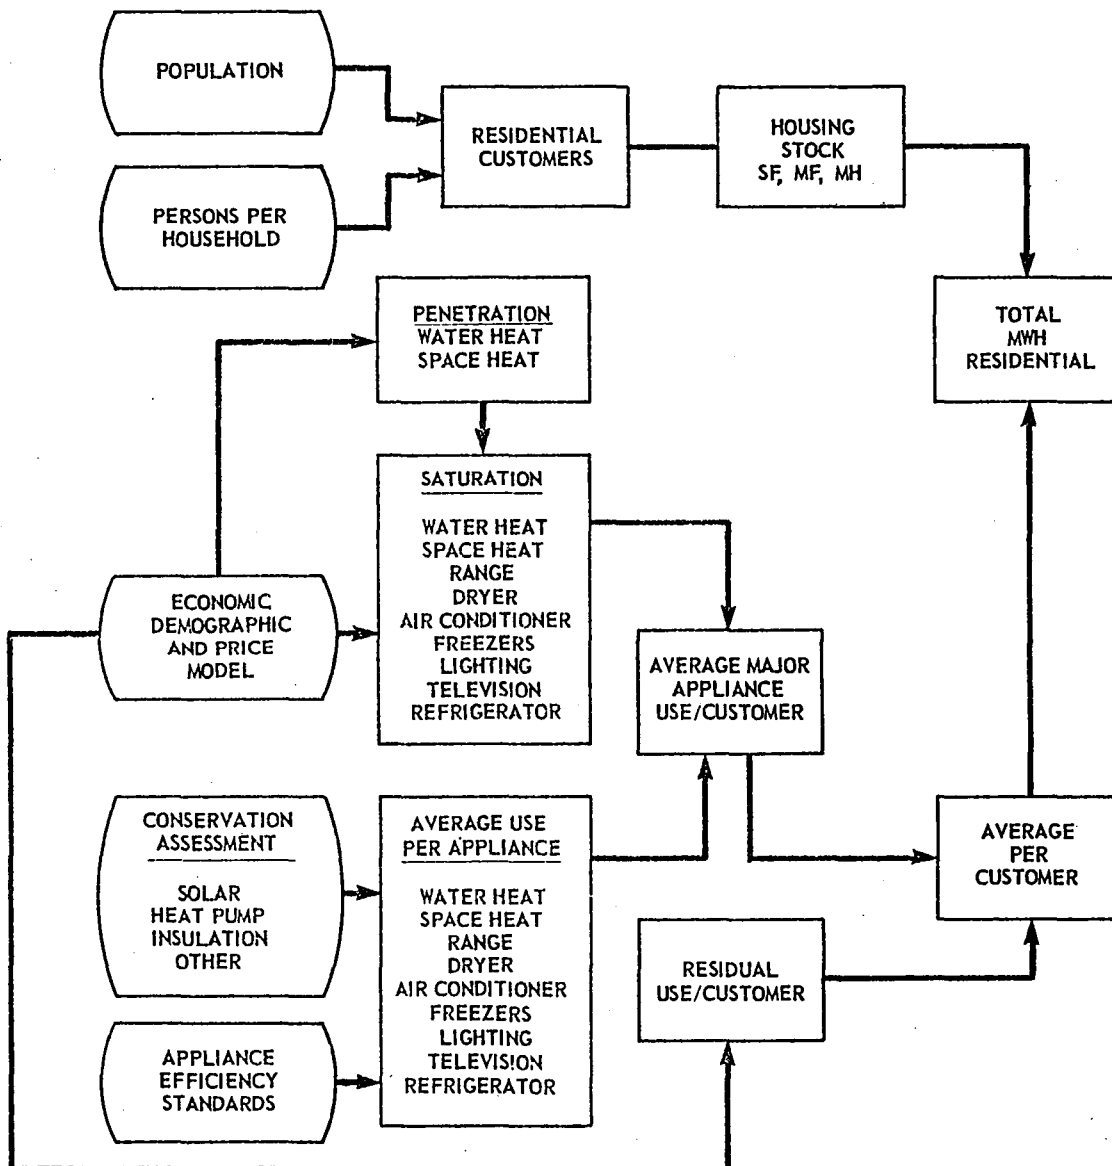 POPULATION
PERSONS PER
HOUSEHOLD
RESIDENTIAL
CUSTOMERS
HOUSING
STOCK
SF, MF, MH
TOTAL
MWH
RESIDENTIAL
PENETRATION
WATER HEAT
SPACE HEAT
SATURATION
WATER HEAT
SPACE HEAT
RANGE
DRYER
AIR CONDITIONER
FREEZERS
LIGHTING
TELEVISION
REFRIGERATOR
ECONOMIC
DEMOGRAPHIC
AND PRICE
MODEL
AVERAGE MAJOR
APPLIANCE
USE/CUSTOMER
CONSERVATION
ASSESSMENT
SOLAR
HEAT PUMP
INSULATION
OTHER
AVERAGE USE
PER APPLIANCE
WATER HEAT
SPACE HEAT
RANGE
DRYER
AIR CONDITIONER
FREEZERS
LIGHTING
TELEVISION
REFRIGERATOR
AVERAGE
PER
CUSTOMER
RESIDUAL
USE/CUSTOMER
APPLIANCE
EFFICIENCY
STANDARDS